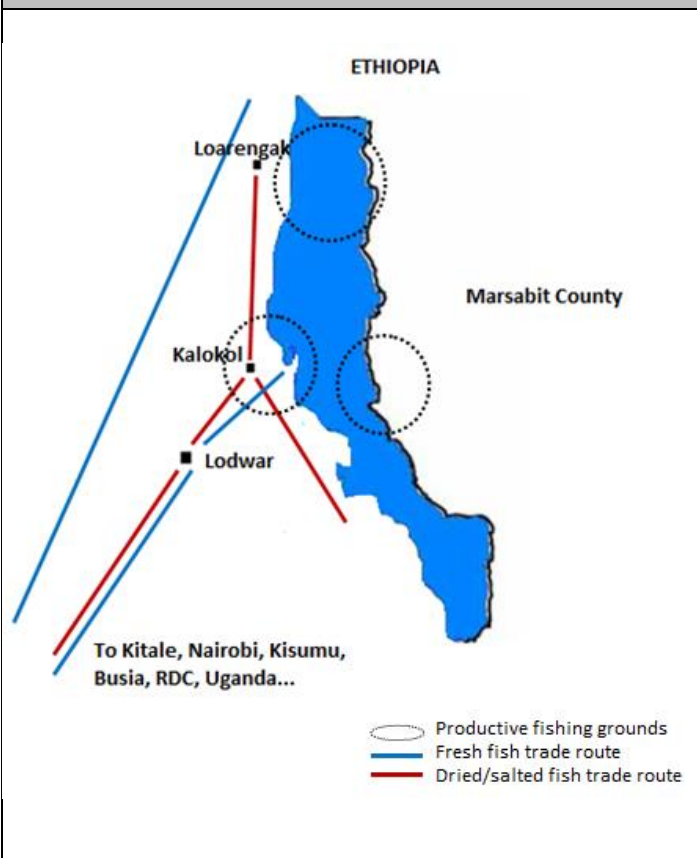 ETHIOPIA
Loarengak
Marsabit County
Kalokol
Lodwar
To Kitale, Nairobi, Kisumu,
Busia, RDC, Uganda...
Productive fishing grounds
Fresh fish trade route
Dried/salted fish trade route